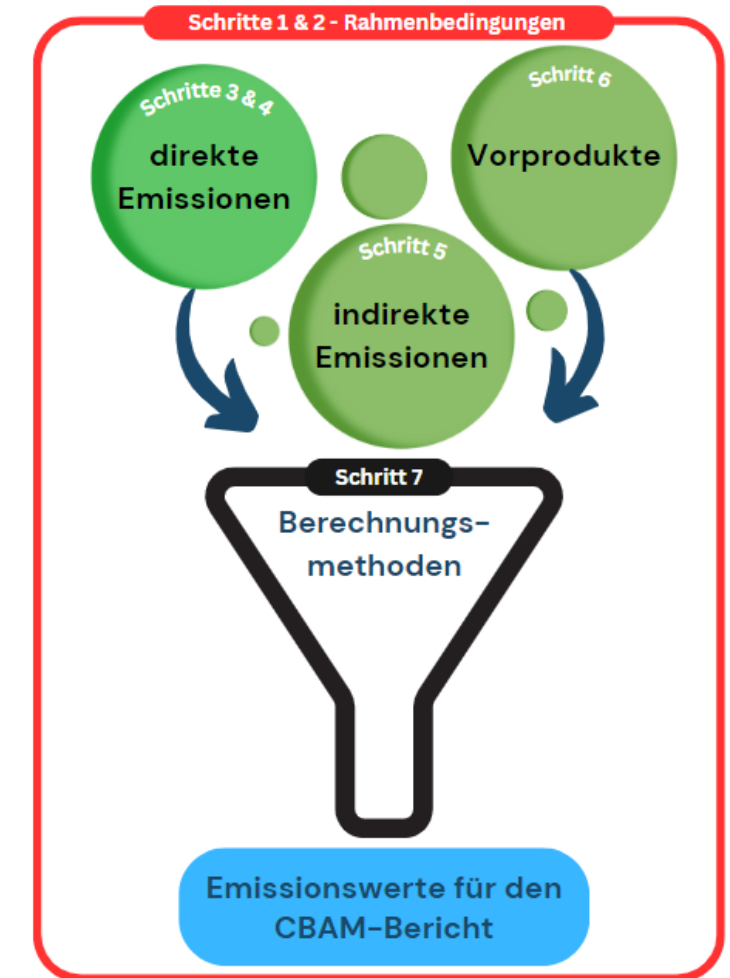 Schritte 1 & 2 - Rahmenbedingungen
Schritte 3 & 4
direkte
Emissionen
Schritt 6
Vorprodukte
Schritt 5
indirekte
Emissionen
Schritt 7
Berechnungs-
methoden
Emissionswerte für den
CBAM-Bericht